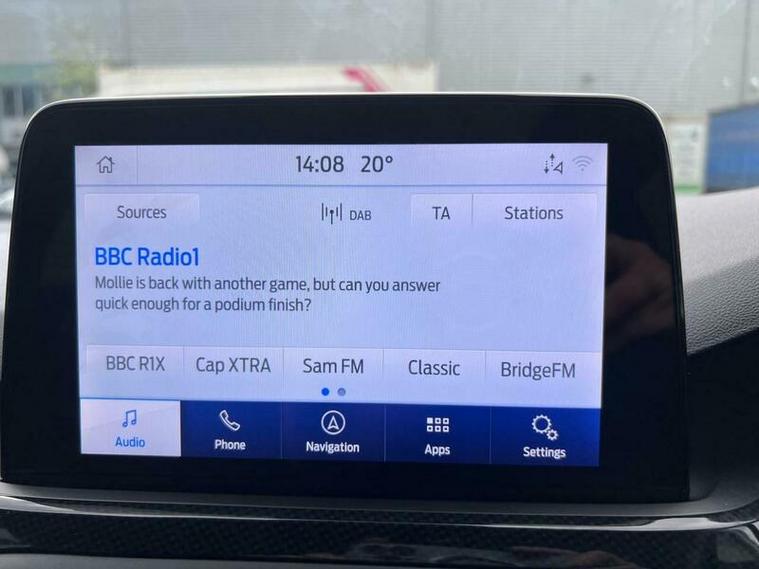 14:08 20°
Sources
DAB
TA
Stations
BBC Radio1
Mollie is back with another game, but can you answer
quick enough for a podium finish?
BBC R1X
Cap XTRA
Sam FM
Classic
BridgeFM
Audio
Phone
Navigation
Apps
Settings